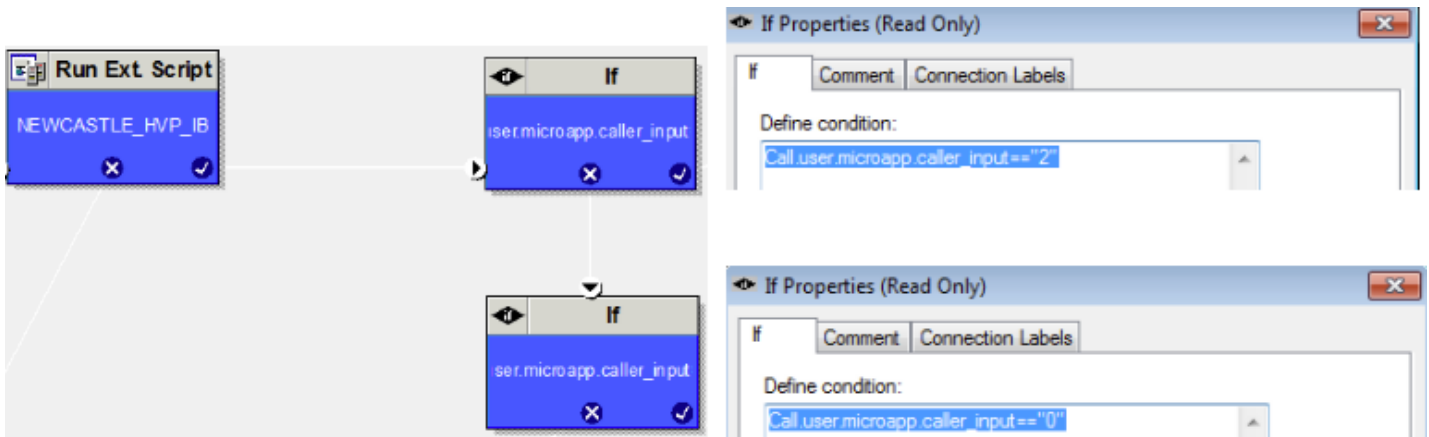 Run Ext. Script
NEWCASTLE_HVP_IB
If
ser.microapp.caller_input
If
ser.microapp.caller_input
If Properties (Read Only)
If Comment Connection Labels
Define condition:
Call.user.microapp.caller_input=="2"
If Properties (Read Only)
If Comment Connection Labels
Define condition:
Call.user.microapp.caller_input=="0"